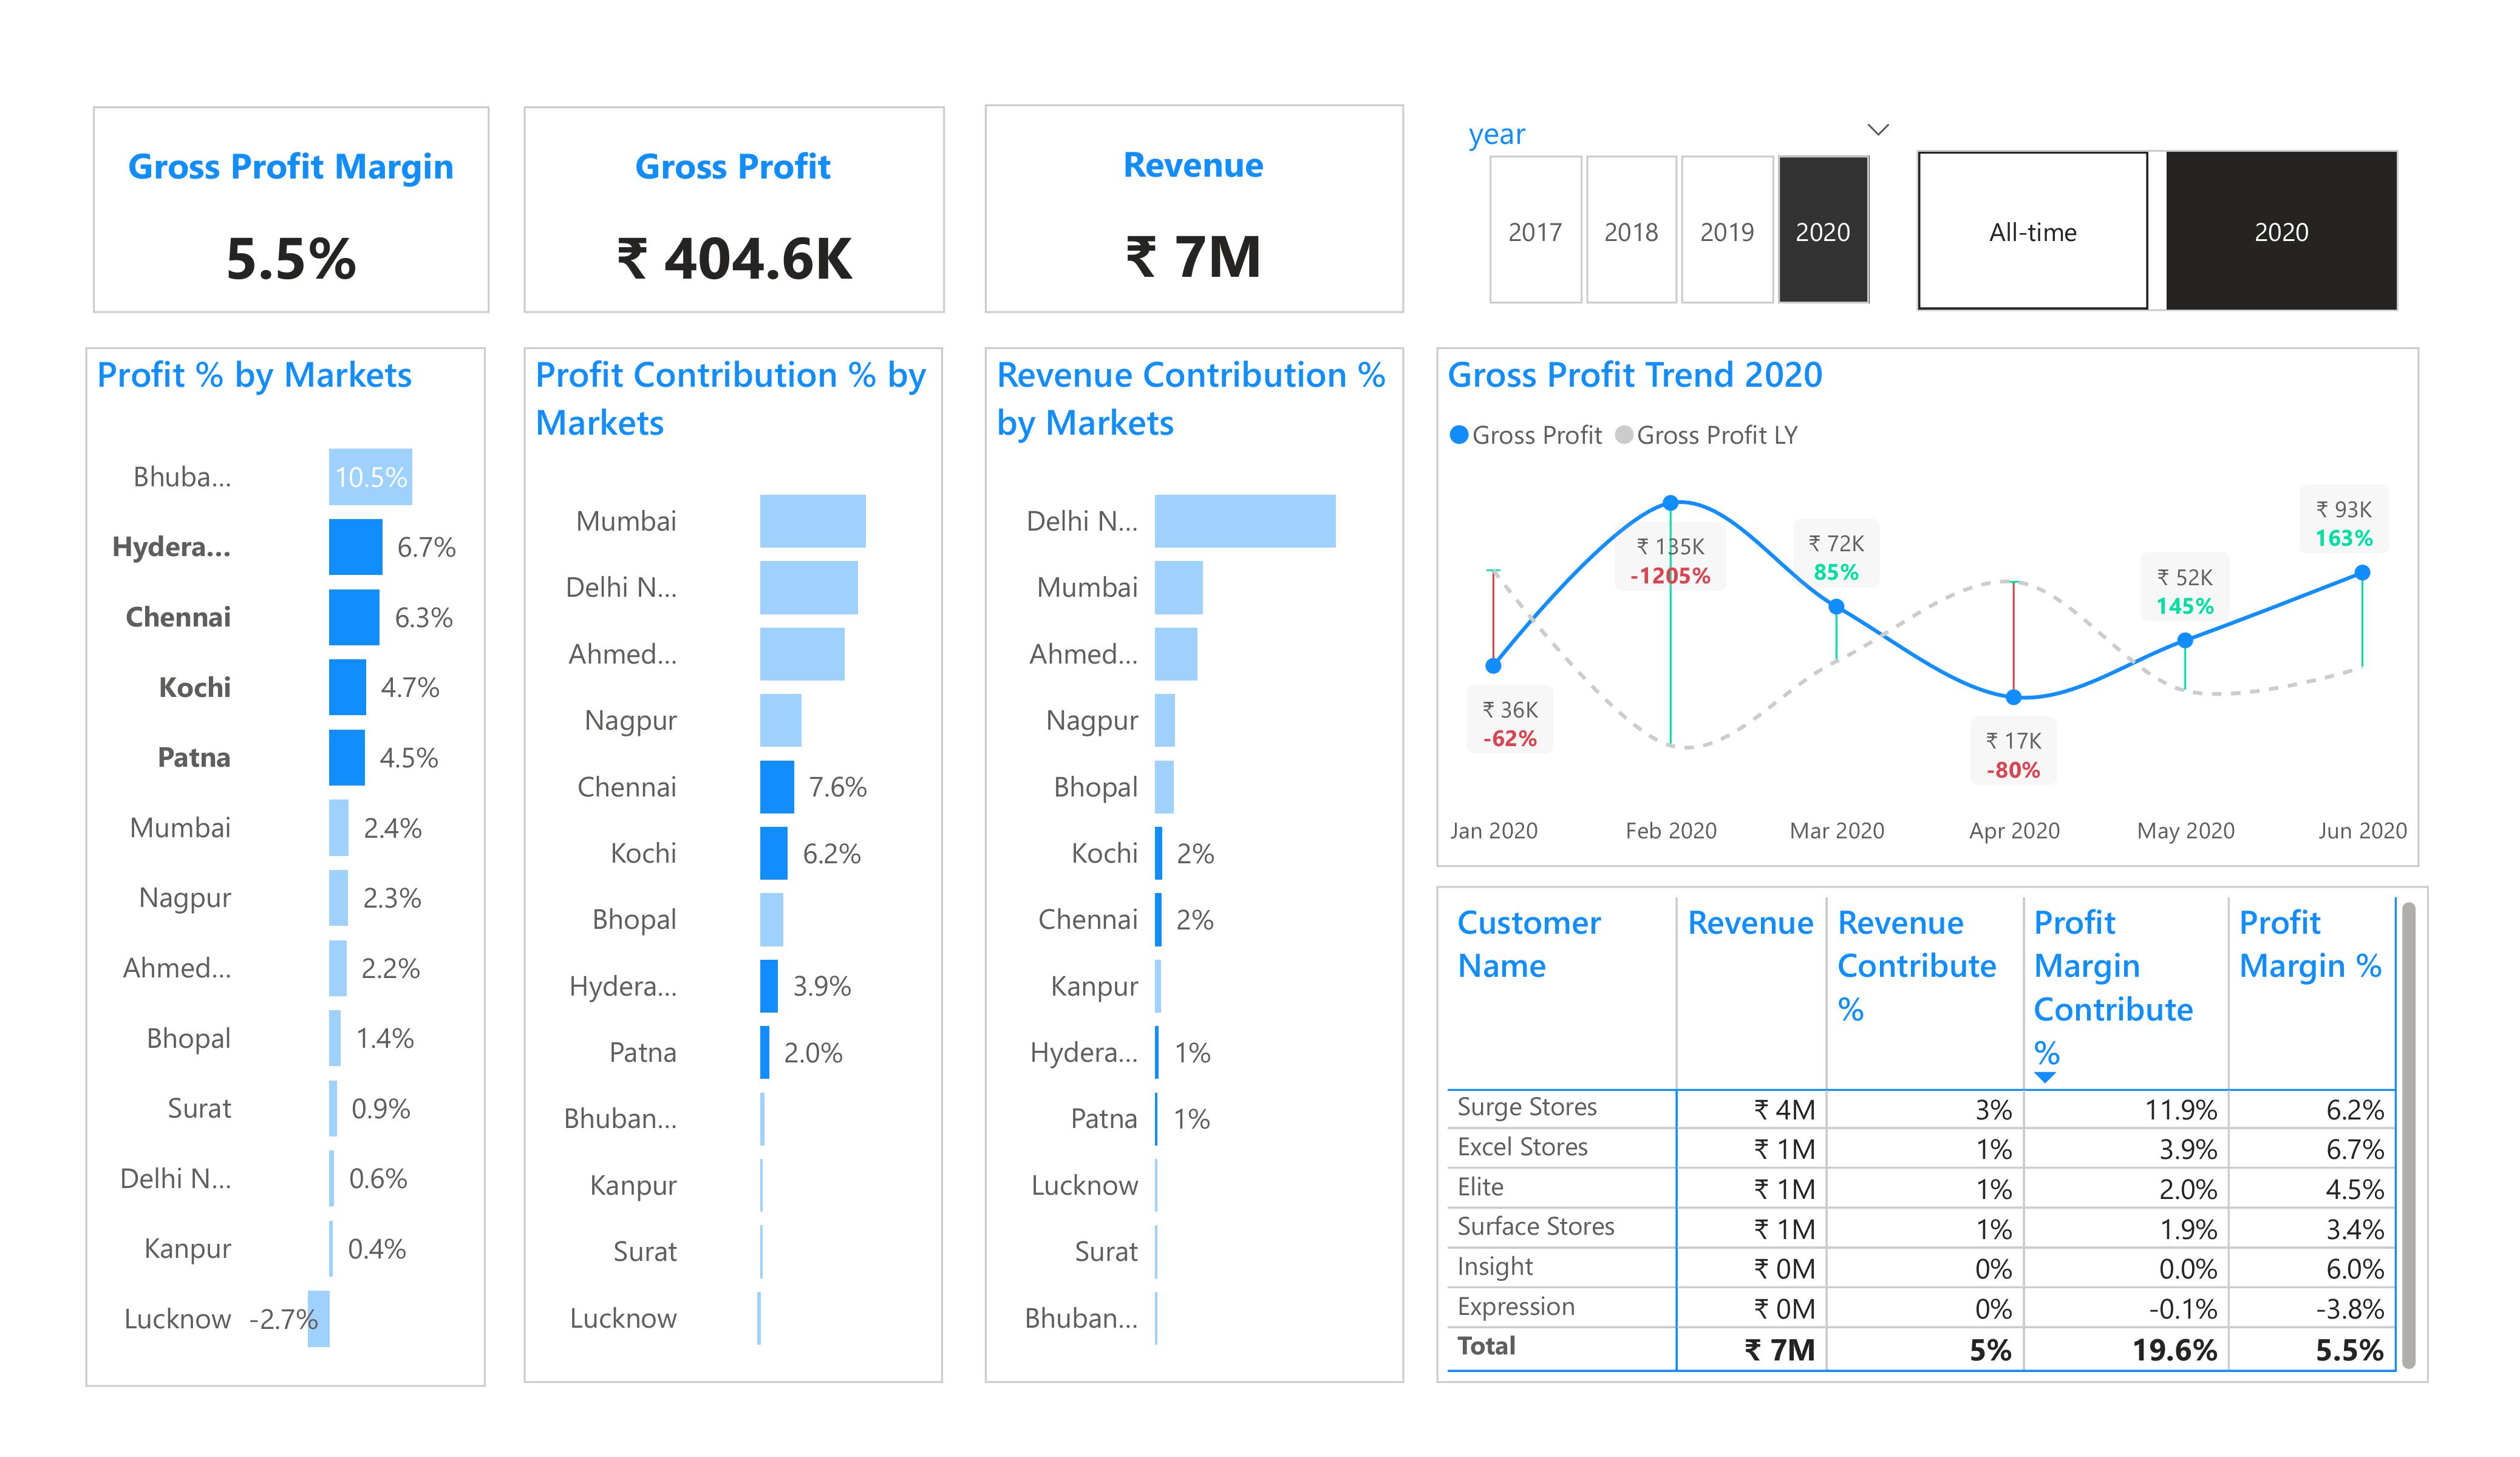 Gross Profit Margin
5.5%
Gross Profit
₹ 404.6K
Revenue
₹ 7M
year
2017
2018
2019
2020
All-time
2020
Profit % by Markets
Bhuba... 10.5%
Hydera... 6.7%
Chennai 6.3%
Kochi 4.7%
Patna 4.5%
Mumbai 2.4%
Nagpur 2.3%
Ahmed... 2.2%
Bhopal 1.4%
Surat 0.9%
Delhi N... 0.6%
Kanpur 0.4%
Lucknow -2.7%
Profit Contribution % by
Markets
Mumbai
Delhi N...
Ahmed...
Nagpur
Chennai 7.6%
Kochi 6.2%
Bhopal
Hydera... 3.9%
Patna 2.0%
Bhuban...
Kanpur
Surat
Lucknow
Revenue Contribution %
by Markets
Delhi N...
Mumbai
Ahmed...
Nagpur
Bhopal
Kochi 2%
Chennai 2%
Kanpur
Hydera... 1%
Patna 1%
Lucknow
Surat
Bhuban...
Gross Profit Trend 2020
Gross Profit Gross Profit LY
₹ 36K
-62%
₹ 135K
-1205%
₹ 72K
85%
₹ 17K
-80%
₹ 52K
145%
₹ 93K
163%
Jan 2020 Feb 2020 Mar 2020 Apr 2020 May 2020 Jun 2020
Customer Revenue Revenue Profit Profit
Name Contribute Margin Margin %
% Contribute
%
Surge Stores ₹ 4M 3% 11.9% 6.2%
Excel Stores ₹ 1M 1% 3.9% 6.7%
Elite ₹ 1M 1% 2.0% 4.5%
Surface Stores ₹ 1M 1% 1.9% 3.4%
Insight ₹ 0M 0% 0.0% 6.0%
Expression ₹ 0M 0% -0.1% -3.8%
Total ₹ 7M 5% 19.6% 5.5%